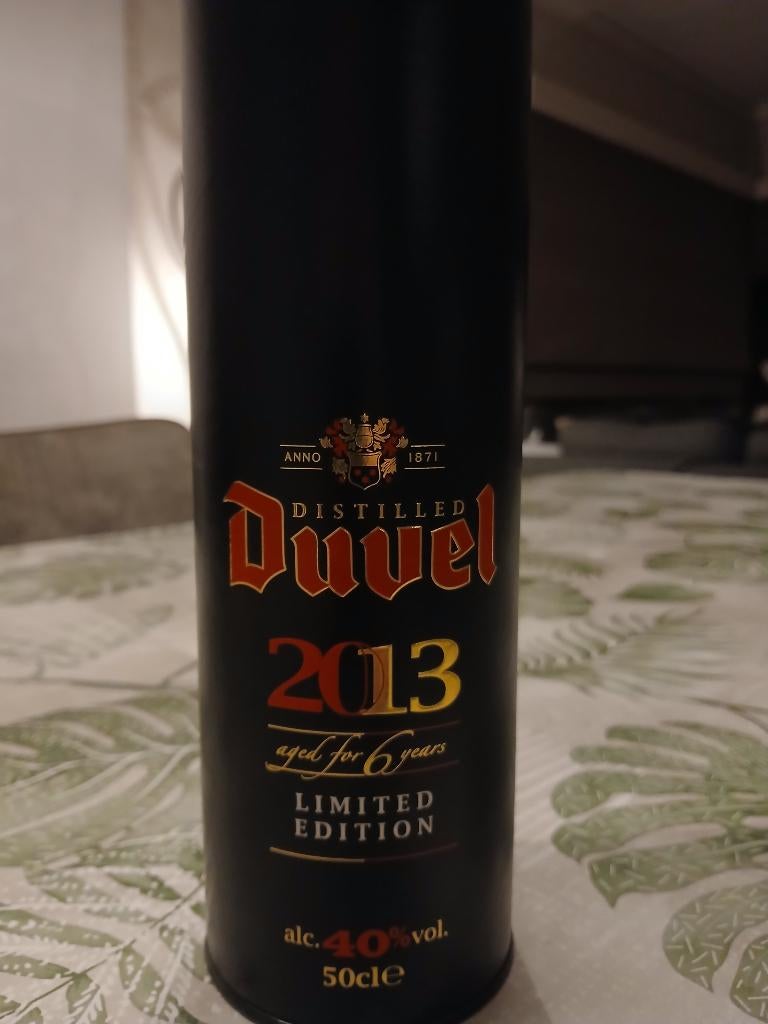 ANNO 1871
DISTILLED
Duvel
2013
aged for 6 years
LIMITED
EDITION
alc. 40% vol.
50cl e